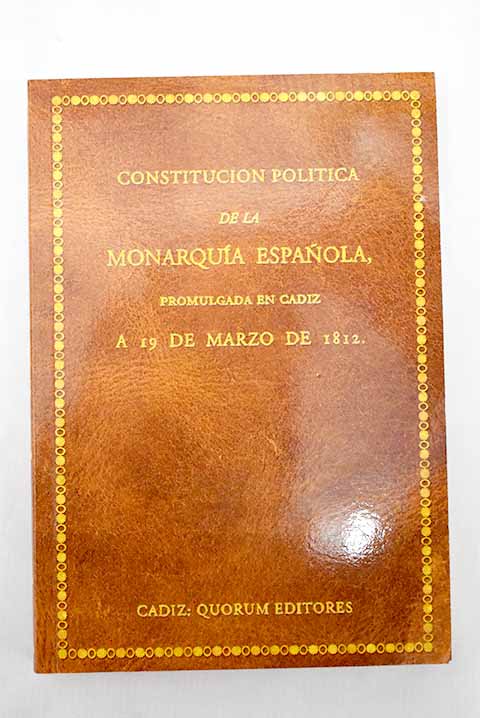 CONSTITUCION POLITICA
DE LA
MONARQUÍA ESPAÑOLA,
PROMULGADA EN CADIZ
A 19 DE MARZO DE 1812.
CADIZ: QUORUM EDITORES